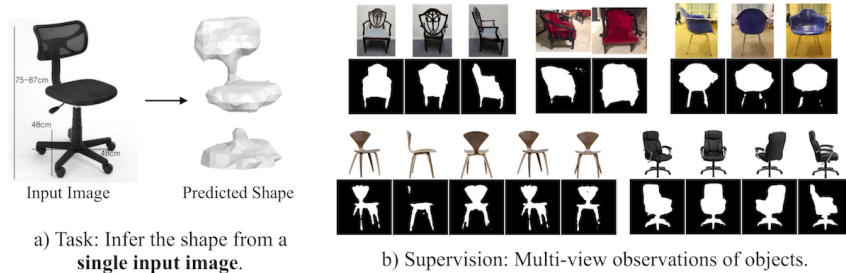 75-87cm
48cm
48cm
Input Image
Predicted Shape
a) Task: Infer the shape from a
single input image.
b) Supervision: Multi-view observations of objects.